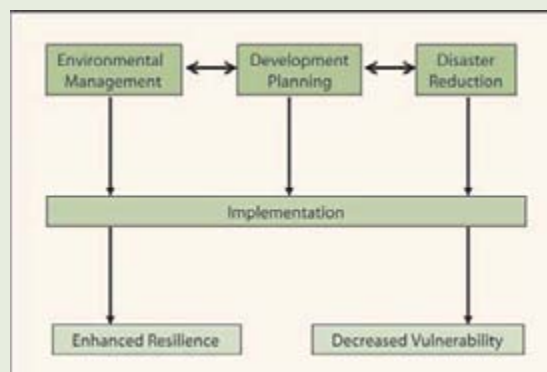 Environmental
Management
Development
Planning
Disaster
Reduction
Implementation
Enhanced Resilience
Decreased Vulnerability